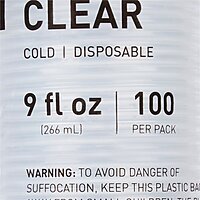 CLEAR
COLD | DISPOSABLE
9 fl oz | 100
(266 mL) PER PACK
WARNING: TO AVOID DANGER OF
SUFFOCATION, KEEP THIS PLASTIC BA